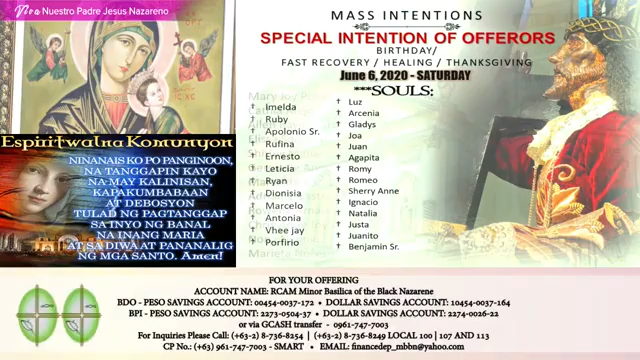 Viva Nuestro Padre Jesus Nazareno
MASS INTENTIONS
SPECIAL INTENTION OF OFFERORS
BIRTHDAY/
FAST RECOVERY / HEALING / THANKSGIVING
June 6, 2020 - SATURDAY
***SOULS:
† Imelda
† Ruby
† Apolonio Sr.
† Rufina
† Ernesto
† Leticia
† Ryan
† Dionisia
† Marcelo
† Antonia
† Vhee jay
† Porfirio
† Luz
† Arcenia
† Gladys
† Joa
† Juan
† Agapita
† Romy
† Romeo
† Sherry Anne
† Ignacio
† Natalia
† Justa
† Juanito
† Benjamin Sr.
Espiritwal na Komunyon
NINANAIS KO PO PANGINOON,
NA TANGGAPIN KAYO
NA MAY KALINISAN,
KAPAKUMBABAAN
AT DEBOSYON
TULAD NG PAGTANGGAP
SA INYO NG BANAL
NA INANG MARIA
AT SA DIWA AT PANANALIG
NG MGA SANTO. Amen!
FOR YOUR OFFERING
ACCOUNT NAME: RCAM Minor Basilica of the Black Nazarene
BDO - PESO SAVINGS ACCOUNT: 00454-0037-172 • DOLLAR SAVINGS ACCOUNT: 10454-0037-164
BPI - PESO SAVINGS ACCOUNT: 2273-0504-37 • DOLLAR SAVINGS ACCOUNT: 2274-0026-22
or via GCASH transfer - 0961-747-7003
For Inquiries Please Call: (+63-2) 8-736-8254 | (+63-2) 8-736-8249 LOCAL 100 | 107 AND 113
CP No.: (+63) 961-747-7003 - SMART • EMAIL: financedep_mbbn@yahoo.com